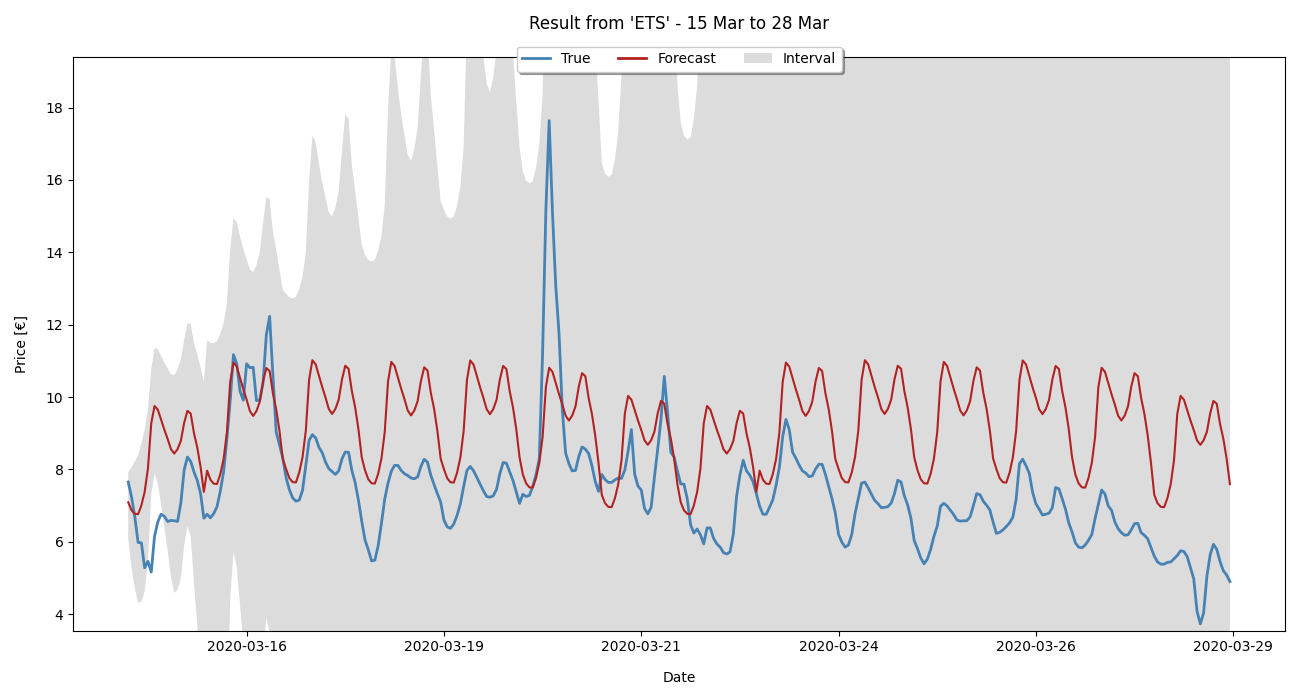 Result from 'ETS' - 15 Mar to 28 Mar
True Forecast Interval
18
16
14
12
10
8
6
4
Price [€]
2020-03-16 2020-03-19 2020-03-21 2020-03-24 2020-03-26 2020-03-29
Date